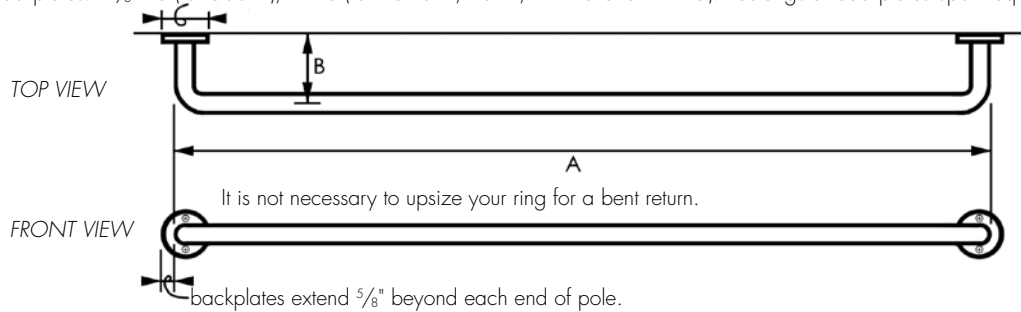 B
TOP VIEW
A
It is not necessary to upsize your ring for a bent return.
FRONT VIEW
backplates extend 5/8" beyond each end of pole.